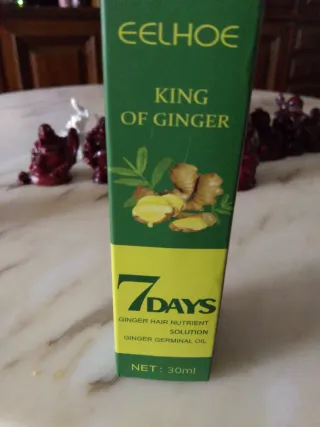 EELHOE
KING
OF GINGER
7DAYS
GINGER HAIR NUTRIENT
SOLUTION
GINGER GERMINAL OIL
NET: 30ml